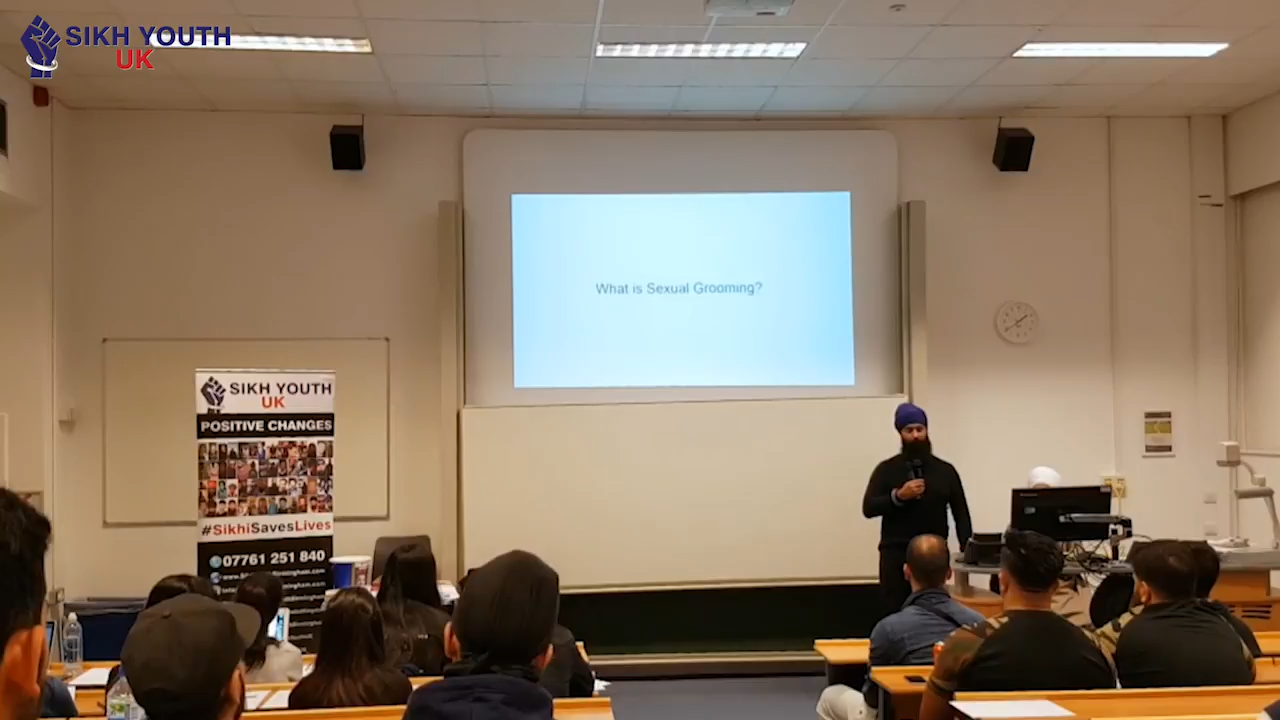 SIKH YOUTH
UK
What is Sexual Grooming?
SIKH YOUTH
UK
POSITIVE CHANGES
#SikhiSavesLives
07761 251 840